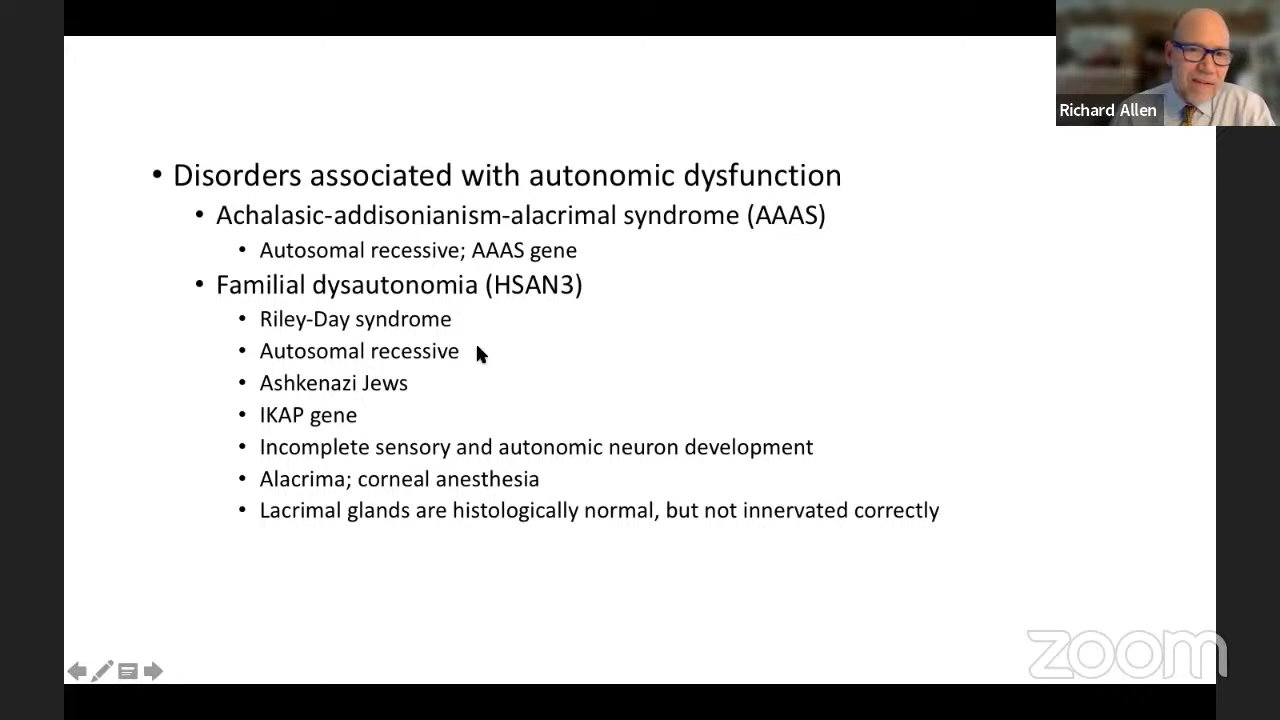 Richard Allen
• Disorders associated with autonomic dysfunction
• Achalasic-addisonianism-alacrimal syndrome (AAAS)
• Autosomal recessive; AAAS gene
• Familial dysautonomia (HSAN3)
• Riley-Day syndrome
• Autosomal recessive
• Ashkenazi Jews
• IKAP gene
• Incomplete sensory and autonomic neuron development
• Alacrima; corneal anesthesia
• Lacrimal glands are histologically normal, but not innervated correctly
zoom